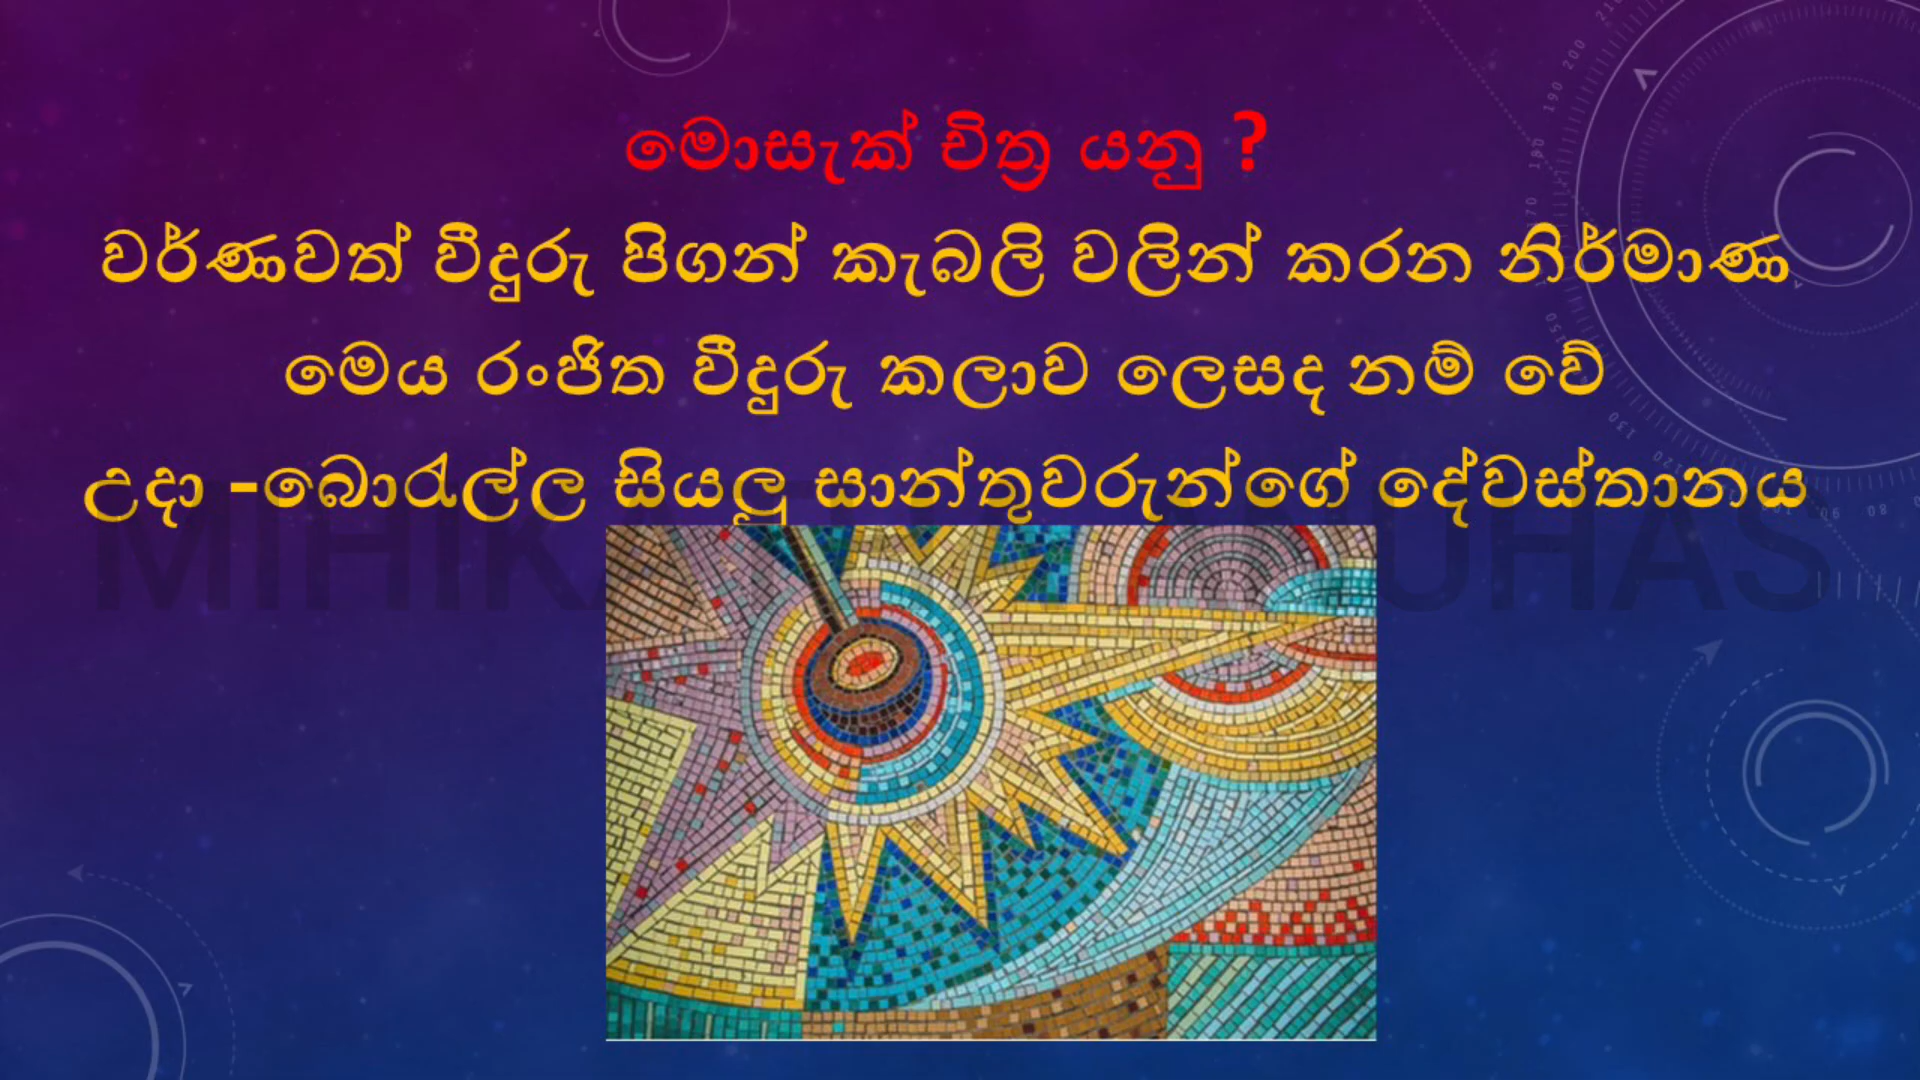 මොසැක් චිත්‍ර යනු ?
වර්ණවත් වීදුරු පිගන් කැබලි වලින් කරන නිර්මාණ
මෙය රංජිත වීදුරු කලාව ලෙසද නම් වේ
උදා -බොරැල්ල සියලු සාන්තුවරුන්ගේ දේවස්තානය